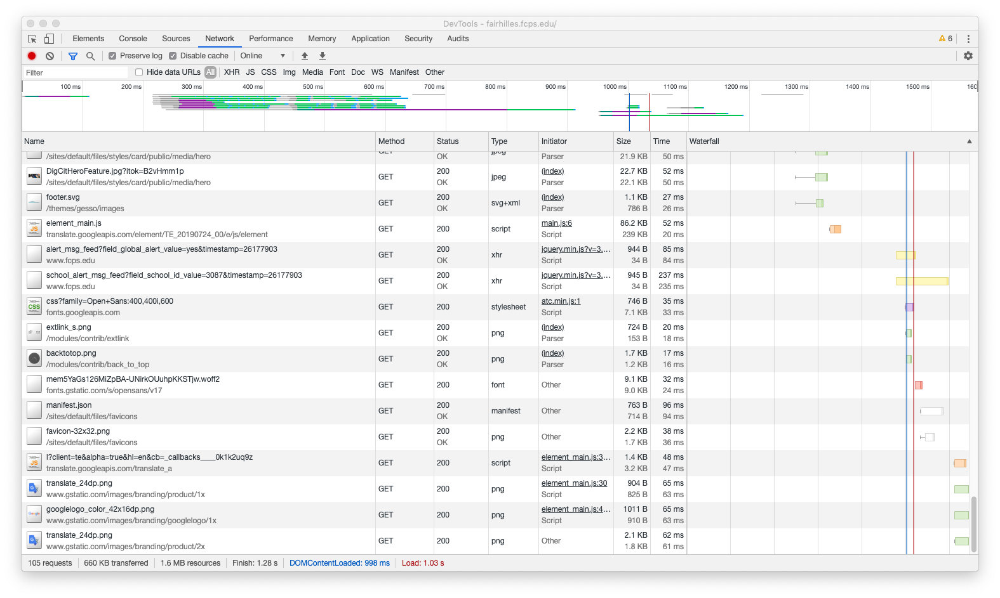 DevTools - fairhilles.fcps.edu/
Elements Console Sources Network Performance Memory Application Security Audits 6
Preserve log Disable cache Online
Filter Hide data URLs All XHR JS CSS Img Media Font Doc WS Manifest Other
100 ms 200 ms 300 ms 400 ms 500 ms 600 ms 700 ms 800 ms 900 ms 1000 ms 1100 ms 1200 ms 1300 ms 1400 ms 1500 ms 160
Name Method Status Type Initiator Size Time Waterfall
GET jpeg
/sites/default/files/styles/card/public/media/hero OK Parser 21.9 KB 50 ms
DigCitHeroFeature.jpg?itok=B2vHmm1p 200 (index) 22.7 KB 52 ms
GET jpeg
/sites/default/files/styles/card/public/media/hero OK Parser 22.1 KB 50 ms
footer.svg 200 (index) 1.1 KB 27 ms
GET svg+xml
/themes/gesso/images OK Parser 786 B 26 ms
element_main.js main.js:6 86.2 KB 52 ms
JS GET 200 script
translate.googleapis.com/element/TE_20190724_00/e/js/element Script 239 KB 20 ms
alert_msg_feed?field_global_alert_value=yes&timestamp=26177903 200 jquery.min.js?v=3.… 944 B 85 ms
GET xhr
www.fcps.edu OK Script 34 B 84 ms
school_alert_msg_feed?field_school_id_value=3087&timestamp=26177903 200 jquery.min.js?v=3.… 945 B 237 ms
GET xhr
www.fcps.edu OK Script 34 B 235 ms
css?family=Open+Sans:400,400i,600 atc.min.js:1 746 B 35 ms
CSS GET 200 stylesheet
fonts.googleapis.com Script 7.1 KB 33 ms
extlink_s.png 200 (index) 724 B 20 ms
GET png
/modules/contrib/extlink OK Parser 153 B 18 ms
backtotop.png 200 (index) 1.7 KB 17 ms
GET png
/modules/contrib/back_to_top OK Parser 1.2 KB 16 ms
mem5YaGs126MiZpBA-UNirkOUuhpKKSTjw.woff2 9.1 KB 32 ms
GET 200 font Other
fonts.gstatic.com/s/opensans/v17 9.0 KB 24 ms
manifest.json 200 763 B 96 ms
GET manifest Other
/sites/default/files/favicons OK 714 B 94 ms
favicon-32x32.png 200 2.2 KB 38 ms
GET png Other
/sites/default/files/favicons OK 1.7 KB 36 ms
l?client=te&alpha=true&hl=en&cb=_callbacks____0k1k2uq9z element_main.js:3… 1.4 KB 48 ms
JS GET 200 script
translate.googleapis.com/translate_a Script 3.2 KB 47 ms
translate_24dp.png element_main.js:30 904 B 65 ms
GET 200 png
www.gstatic.com/images/branding/product/1x Script 825 B 63 ms
googlelogo_color_42x16dp.png element_main.js:4… 1011 B 65 ms
Google GET 200 png
www.gstatic.com/images/branding/googlelogo/1x Script 910 B 63 ms
translate_24dp.png 2.1 KB 62 ms
GET 200 png Other
www.gstatic.com/images/branding/product/2x 1.8 KB 61 ms
105 requests 660 KB transferred 1.6 MB resources Finish: 1.28 s DOMContentLoaded: 998 ms Load: 1.03 s